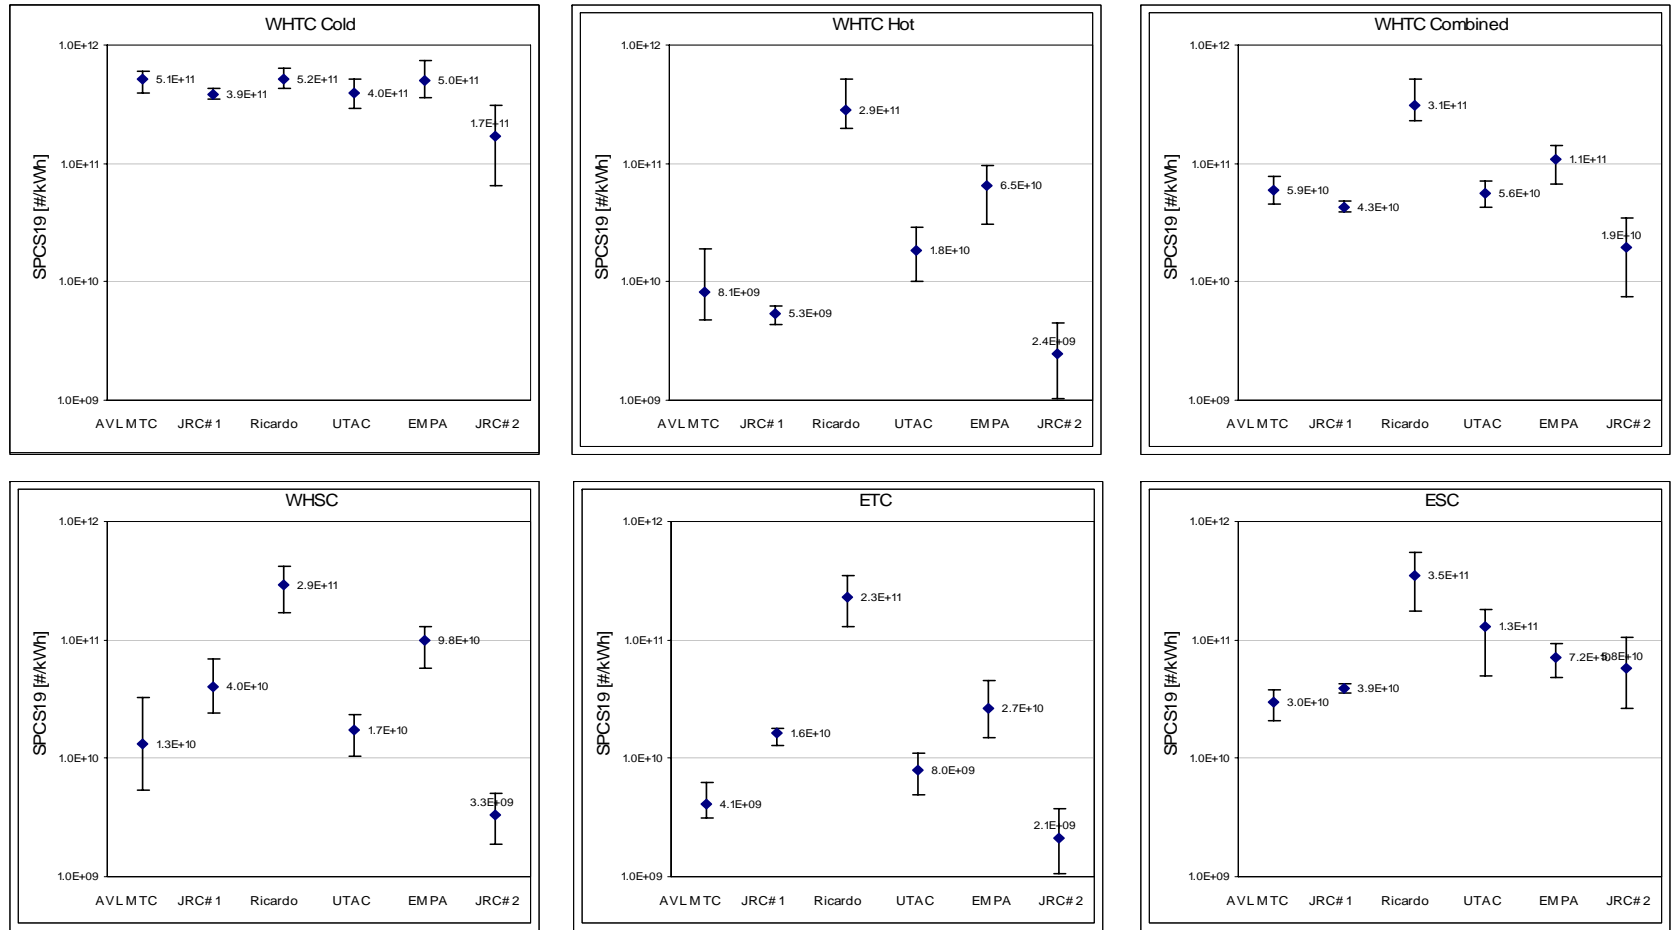 WHTC Cold
SPCS19 [#/kWh]
1.0E+12
1.0E+11
1.0E+10
1.0E+09
5.1E+11
3.9E+11
5.2E+11
4.0E+11
5.0E+11
1.7E+11
AVL MTC JRC#1 Ricardo UTAC EMPA JRC#2
WHTC Hot
SPCS19 [#/kWh]
1.0E+12
1.0E+11
1.0E+10
1.0E+09
8.1E+09
5.3E+09
2.9E+11
1.8E+10
6.5E+10
2.4E+09
AVL MTC JRC#1 Ricardo UTAC EMPA JRC#2
WHTC Combined
SPCS19 [#/kWh]
1.0E+12
1.0E+11
1.0E+10
1.0E+09
5.9E+10
4.3E+10
3.1E+11
5.6E+10
1.1E+11
1.9E+10
AVL MTC JRC#1 Ricardo UTAC EMPA JRC#2
WHSC
SPCS19 [#/kWh]
1.0E+12
1.0E+11
1.0E+10
1.0E+09
1.3E+10
4.0E+10
2.9E+11
1.7E+10
9.8E+10
3.3E+09
AVL MTC JRC#1 Ricardo UTAC EMPA JRC#2
ETC
SPCS19 [#/kWh]
1.0E+12
1.0E+11
1.0E+10
1.0E+09
4.1E+09
1.6E+10
2.3E+11
8.0E+09
2.7E+10
2.1E+09
AVL MTC JRC#1 Ricardo UTAC EMPA JRC#2
ESC
SPCS19 [#/kWh]
1.0E+12
1.0E+11
1.0E+10
1.0E+09
3.0E+10
3.9E+10
3.5E+11
1.3E+11
7.2E+10
5.8E+10
AVL MTC JRC#1 Ricardo UTAC EMPA JRC#2